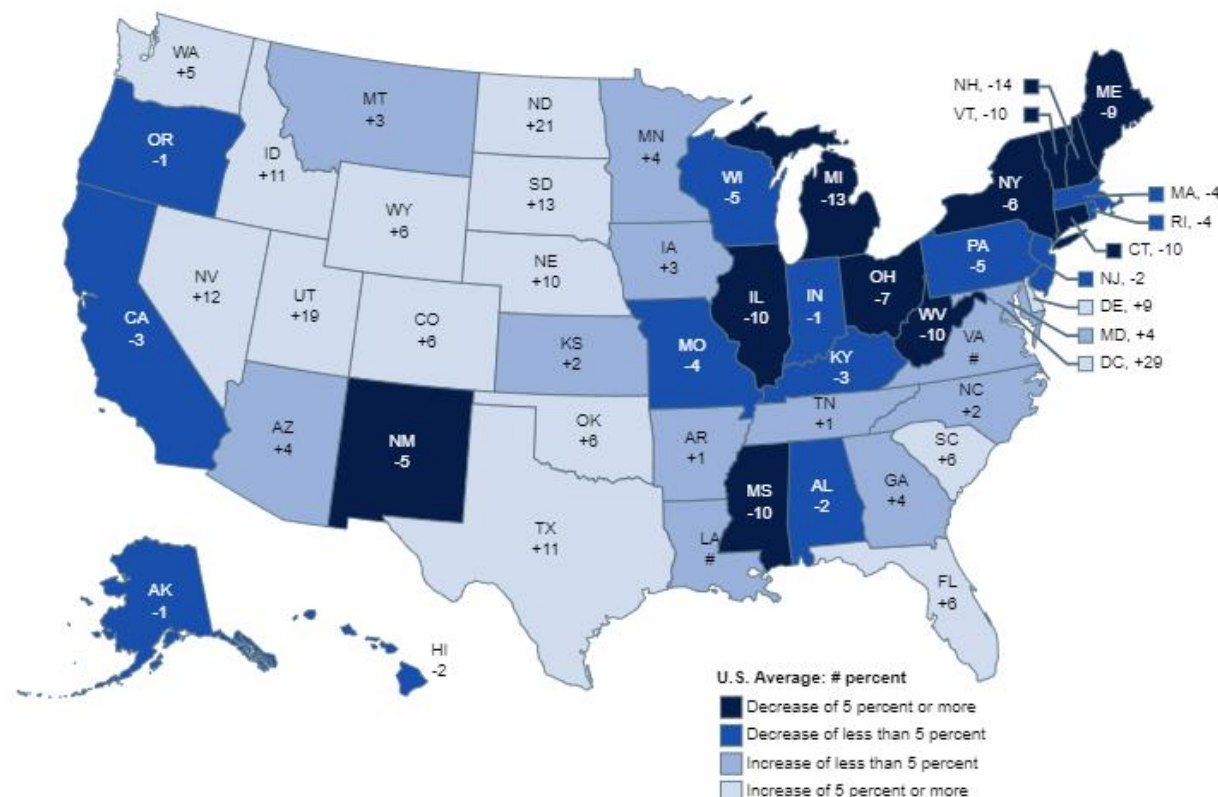 WA
+5
OR
-1
CA
-3
NV
+12
ID
+11
MT
+3
WY
+6
UT
+19
CO
+6
AZ
+4
NM
-5
ND
+21
SD
+13
NE
+10
KS
+2
OK
+6
TX
+11
MN
+4
IA
+3
MO
-4
AR
+1
LA
#
WI
-5
IL
-10
MI
-13
IN
-1
OH
-7
KY
-3
TN
+1
MS
-10
AL
-2
GA
+4
FL
+6
SC
+6
NC
+2
VA
#
WV
-10
PA
-5
NY
-6
ME
-9
NH, -14
VT, -10
MA, -4
RI, -4
CT, -10
NJ, -2
DE, +9
MD, +4
DC, +29
AK
-1
HI
-2
U.S. Average: # percent
Decrease of 5 percent or more
Decrease of less than 5 percent
Increase of less than 5 percent
Increase of 5 percent or more